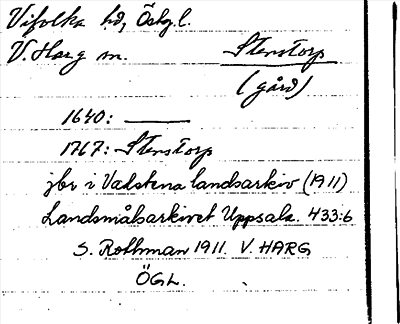 Vifolka hd, Östg.l.
V. Harg sn. Stenstorp
(gård)
1640: ———
1767: Stenstorp
jbr i Vadstena landsarkiv (1911)
Landsmålsarkivet Uppsala. 433:6
S. Rothman 1911. V. HARG
ÖGL.